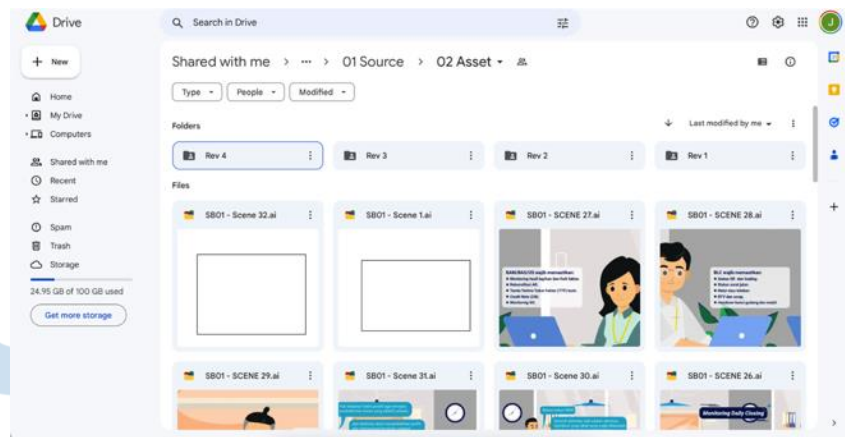 Drive
Search in Drive
New
Home
My Drive
Computers
Shared with me
Recent
Starred
Spam
Trash
Storage
24.95 GB of 100 GB used
Get more storage
Shared with me > ... > 01 Source > 02 Asset
Type People Modified
Folders Last modified by me
Rev 4 Rev 3 Rev 2 Rev 1
Files
SB01 - Scene 32.ai SB01 - Scene 1.ai SB01 - SCENE 27.ai SB01 - SCENE 28.ai
SB01 - SCENE 29.ai SB01 - Scene 31.ai SB01 - Scene 30.ai SB01 - SCENE 26.ai
Monitoring Daily Closing
J